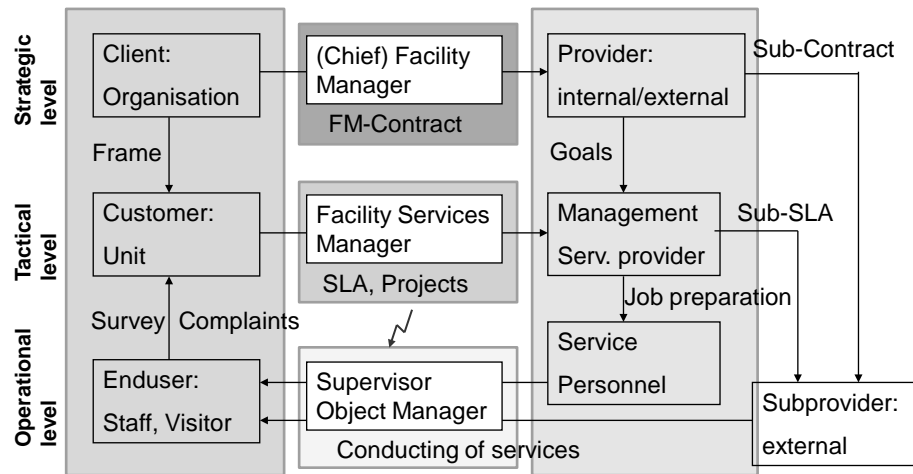 Strategic
level
Client:
Organisation
(Chief) Facility
Manager
FM-Contract
Provider:
internal/external
Sub-Contract
Frame
Goals
Tactical
level
Customer:
Unit
Facility Services
Manager
SLA, Projects
Management
Serv. provider
Sub-SLA
Survey
Complaints
Job preparation
Operational
level
Enduser:
Staff, Visitor
Supervisor
Object Manager
Conducting of services
Service
Personnel
Subprovider:
external